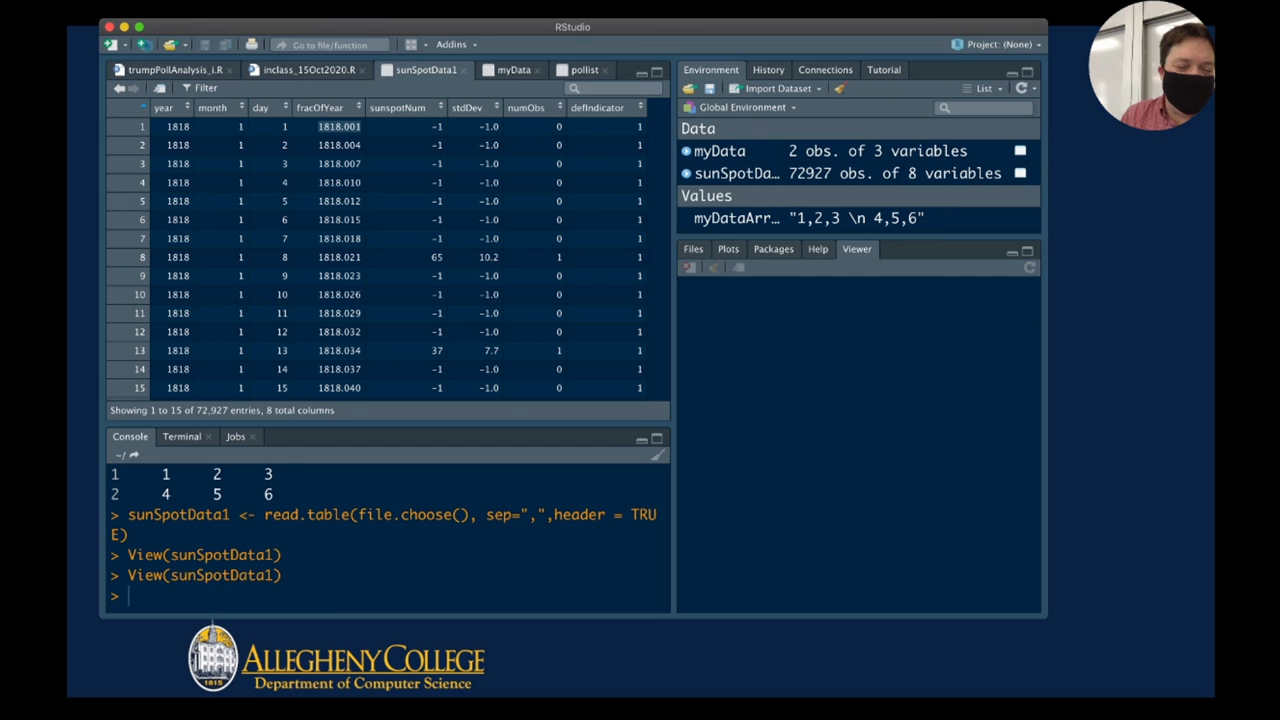 RStudio
Go to file/function
Addins
Project: (None)
trumpPollAnalysis_i.R
inclass_15Oct2020.R
sunSpotData1
myData
pollist
Filter
year month day fracOfYear sunspotNum stdDev numObs defIndicator
1 1818 1 1 1818.001 -1 -1.0 0 1
2 1818 1 2 1818.004 -1 -1.0 0 1
3 1818 1 3 1818.007 -1 -1.0 0 1
4 1818 1 4 1818.010 -1 -1.0 0 1
5 1818 1 5 1818.012 -1 -1.0 0 1
6 1818 1 6 1818.015 -1 -1.0 0 1
7 1818 1 7 1818.018 -1 -1.0 0 1
8 1818 1 8 1818.021 65 10.2 1 1
9 1818 1 9 1818.023 -1 -1.0 0 1
10 1818 1 10 1818.026 -1 -1.0 0 1
11 1818 1 11 1818.029 -1 -1.0 0 1
12 1818 1 12 1818.032 -1 -1.0 0 1
13 1818 1 13 1818.034 37 7.7 1 1
14 1818 1 14 1818.037 -1 -1.0 0 1
15 1818 1 15 1818.040 -1 -1.0 0 1
Showing 1 to 15 of 72,927 entries, 8 total columns
Console Terminal Jobs
~/
1 1 2 3
2 4 5 6
> sunSpotData1 <- read.table(file.choose(), sep=",",header = TRU
E)
> View(sunSpotData1)
> View(sunSpotData1)
>
Environment History Connections Tutorial
Import Dataset
List
Global Environment
Data
myData 2 obs. of 3 variables
sunSpotDa… 72927 obs. of 8 variables
Values
myDataArr… "1,2,3 \n 4,5,6"
Files Plots Packages Help Viewer
1815
ALLEGHENY COLLEGE
Department of Computer Science